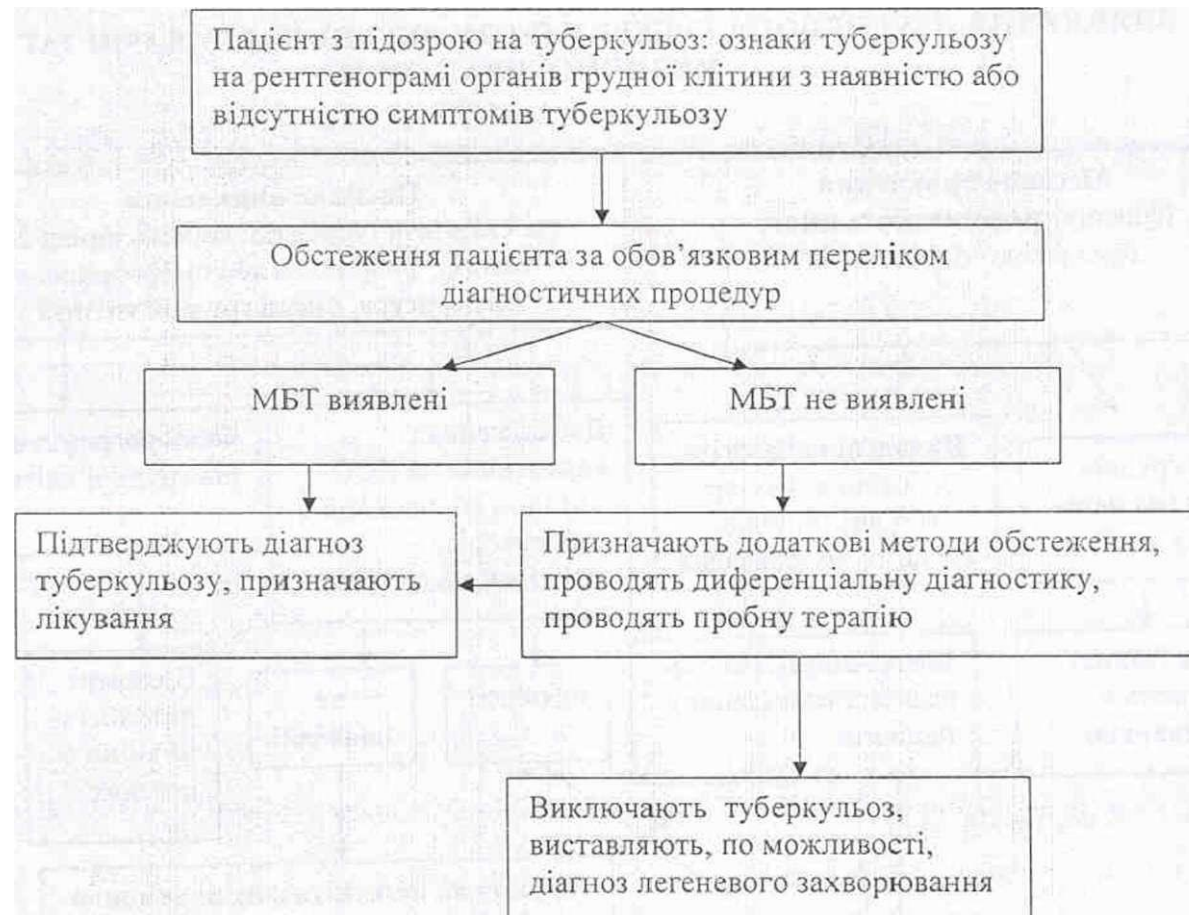 Пацієнт з підозрою на туберкульоз: ознаки туберкульозу
на рентгенограмі органів грудної клітини з наявністю або
відсутністю симптомів туберкульозу
Обстеження пацієнта за обов’язковим переліком
діагностичних процедур
МБТ виявлені
МБТ не виявлені
Підтверджують діагноз
туберкульозу, призначають
лікування
Призначають додаткові методи обстеження,
проводять диференціальну діагностику,
проводять пробну терапію
Виключають туберкульоз,
виставляють, по можливості,
діагноз легеневого захворювання